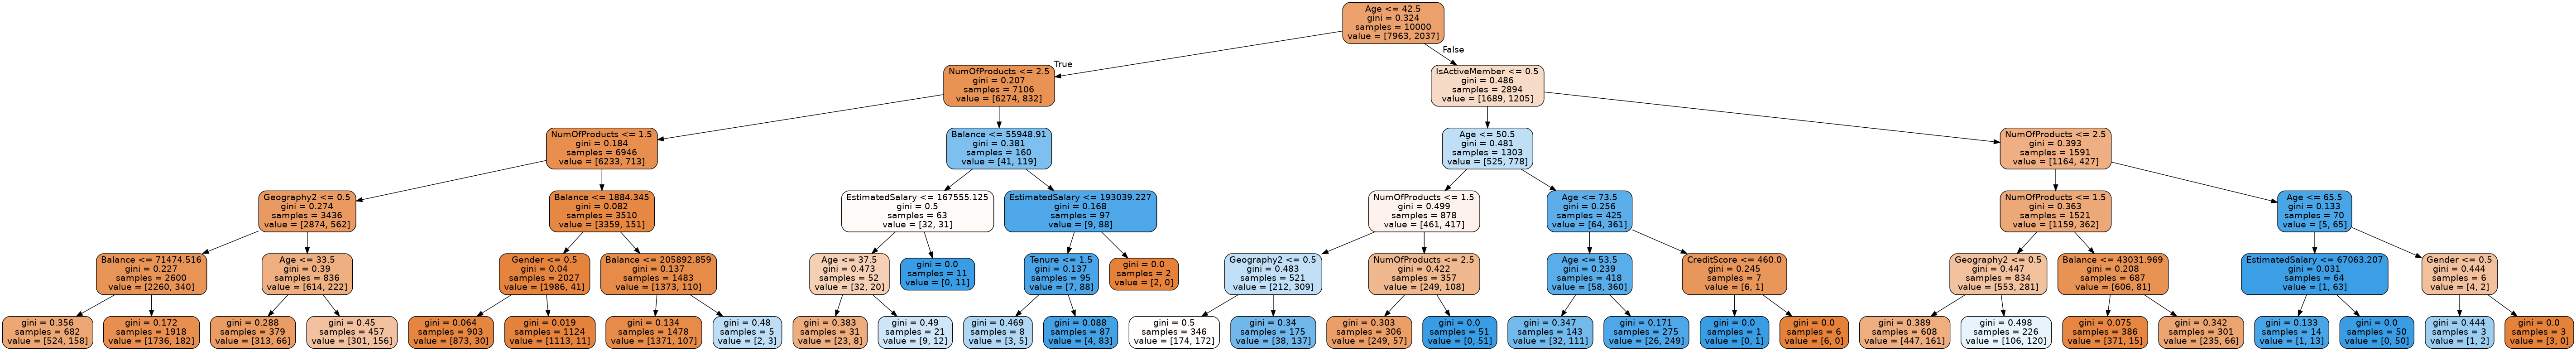 Age <= 42.5
gini = 0.324
samples = 10000
value = [7963, 2037]
True
False
NumOfProducts <= 2.5
gini = 0.207
samples = 7106
value = [6274, 832]
IsActiveMember <= 0.5
gini = 0.486
samples = 2894
value = [1689, 1205]
NumOfProducts <= 1.5
gini = 0.184
samples = 6946
value = [6233, 713]
Balance <= 55948.91
gini = 0.381
samples = 160
value = [41, 119]
Age <= 50.5
gini = 0.481
samples = 1303
value = [525, 778]
NumOfProducts <= 2.5
gini = 0.393
samples = 1591
value = [1164, 427]
Geography2 <= 0.5
gini = 0.274
samples = 3436
value = [2874, 562]
Balance <= 1884.345
gini = 0.082
samples = 3510
value = [3359, 151]
EstimatedSalary <= 167555.125
gini = 0.5
samples = 63
value = [32, 31]
EstimatedSalary <= 193039.227
gini = 0.168
samples = 97
value = [9, 88]
NumOfProducts <= 1.5
gini = 0.499
samples = 878
value = [461, 417]
Age <= 73.5
gini = 0.256
samples = 425
value = [64, 361]
NumOfProducts <= 1.5
gini = 0.363
samples = 1521
value = [1159, 362]
Age <= 65.5
gini = 0.133
samples = 70
value = [5, 65]
Balance <= 71474.516
gini = 0.227
samples = 2600
value = [2260, 340]
Age <= 33.5
gini = 0.39
samples = 836
value = [614, 222]
Gender <= 0.5
gini = 0.04
samples = 2027
value = [1986, 41]
Balance <= 205892.859
gini = 0.137
samples = 1483
value = [1373, 110]
Age <= 37.5
gini = 0.473
samples = 52
value = [32, 20]
gini = 0.0
samples = 11
value = [0, 11]
Tenure <= 1.5
gini = 0.137
samples = 95
value = [7, 88]
gini = 0.0
samples = 2
value = [2, 0]
Geography2 <= 0.5
gini = 0.483
samples = 521
value = [212, 309]
NumOfProducts <= 2.5
gini = 0.422
samples = 357
value = [249, 108]
Age <= 53.5
gini = 0.239
samples = 418
value = [58, 360]
CreditScore <= 460.0
gini = 0.245
samples = 7
value = [6, 1]
Geography2 <= 0.5
gini = 0.447
samples = 834
value = [553, 281]
Balance <= 43031.969
gini = 0.208
samples = 687
value = [606, 81]
EstimatedSalary <= 67063.207
gini = 0.031
samples = 64
value = [1, 63]
Gender <= 0.5
gini = 0.444
samples = 6
value = [4, 2]
gini = 0.356
samples = 682
value = [524, 158]
gini = 0.172
samples = 1918
value = [1736, 182]
gini = 0.288
samples = 379
value = [313, 66]
gini = 0.45
samples = 457
value = [301, 156]
gini = 0.064
samples = 903
value = [873, 30]
gini = 0.019
samples = 1124
value = [1113, 11]
gini = 0.134
samples = 1478
value = [1371, 107]
gini = 0.48
samples = 5
value = [2, 3]
gini = 0.383
samples = 31
value = [23, 8]
gini = 0.49
samples = 21
value = [9, 12]
gini = 0.469
samples = 8
value = [3, 5]
gini = 0.088
samples = 87
value = [4, 83]
gini = 0.5
samples = 346
value = [174, 172]
gini = 0.34
samples = 175
value = [38, 137]
gini = 0.303
samples = 306
value = [249, 57]
gini = 0.0
samples = 51
value = [0, 51]
gini = 0.347
samples = 143
value = [32, 111]
gini = 0.171
samples = 275
value = [26, 249]
gini = 0.0
samples = 1
value = [0, 1]
gini = 0.0
samples = 6
value = [6, 0]
gini = 0.389
samples = 608
value = [447, 161]
gini = 0.498
samples = 226
value = [106, 120]
gini = 0.075
samples = 386
value = [371, 15]
gini = 0.342
samples = 301
value = [235, 66]
gini = 0.133
samples = 14
value = [1, 13]
gini = 0.0
samples = 50
value = [0, 50]
gini = 0.444
samples = 3
value = [1, 2]
gini = 0.0
samples = 3
value = [3, 0]